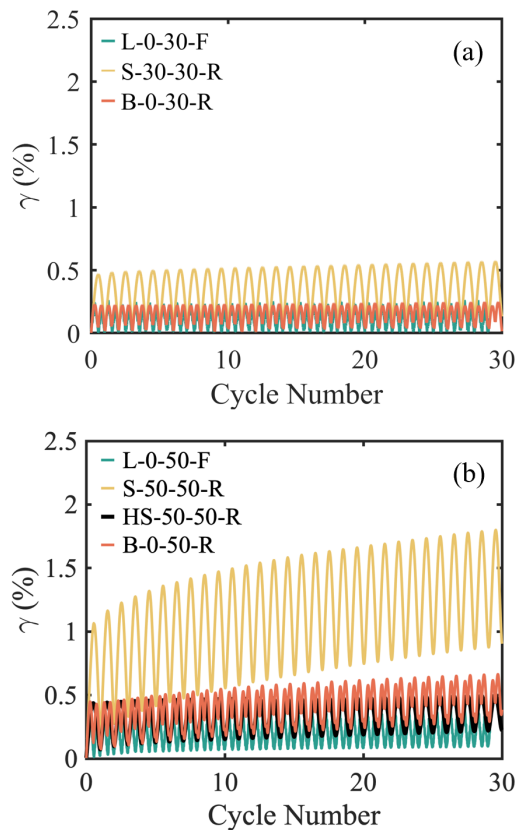 2.5
(a)
L-0-30-F
S-30-30-R
B-0-30-R
2
1.5
1
0.5
0
γ (%)
0 10 20 30
Cycle Number
2.5
(b)
L-0-50-F
S-50-50-R
HS-50-50-R
B-0-50-R
2
1.5
1
0.5
0
γ (%)
0 10 20 30
Cycle Number